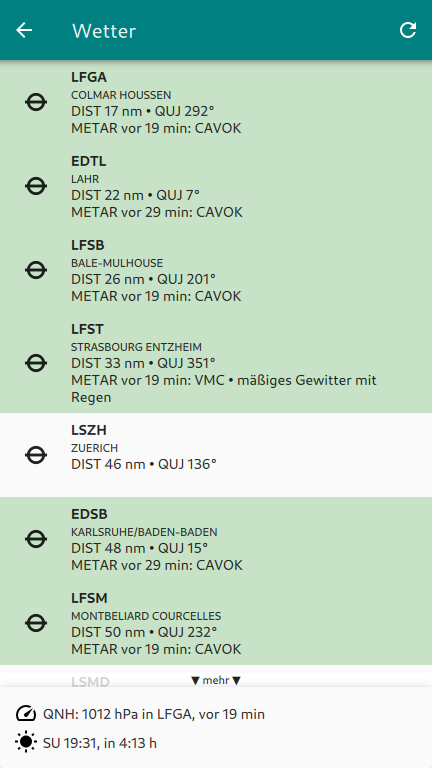 Wetter
LFGA
COLMAR HOUSSEN
DIST 17 nm • QUJ 292°
METAR vor 19 min: CAVOK
EDTL
LAHR
DIST 22 nm • QUJ 7°
METAR vor 29 min: CAVOK
LFSB
BALE-MULHOUSE
DIST 26 nm • QUJ 201°
METAR vor 19 min: CAVOK
LFST
STRASBOURG ENTZHEIM
DIST 33 nm • QUJ 351°
METAR vor 19 min: VMC • mäßiges Gewitter mit
Regen
LSZH
ZUERICH
DIST 46 nm • QUJ 136°
EDSB
KARLSRUHE/BADEN-BADEN
DIST 48 nm • QUJ 15°
METAR vor 29 min: CAVOK
LFSM
MONTBELIARD COURCELLES
DIST 50 nm • QUJ 232°
METAR vor 19 min: CAVOK
LSMD
▼ mehr ▼
QNH: 1012 hPa in LFGA, vor 19 min
SU 19:31, in 4:13 h